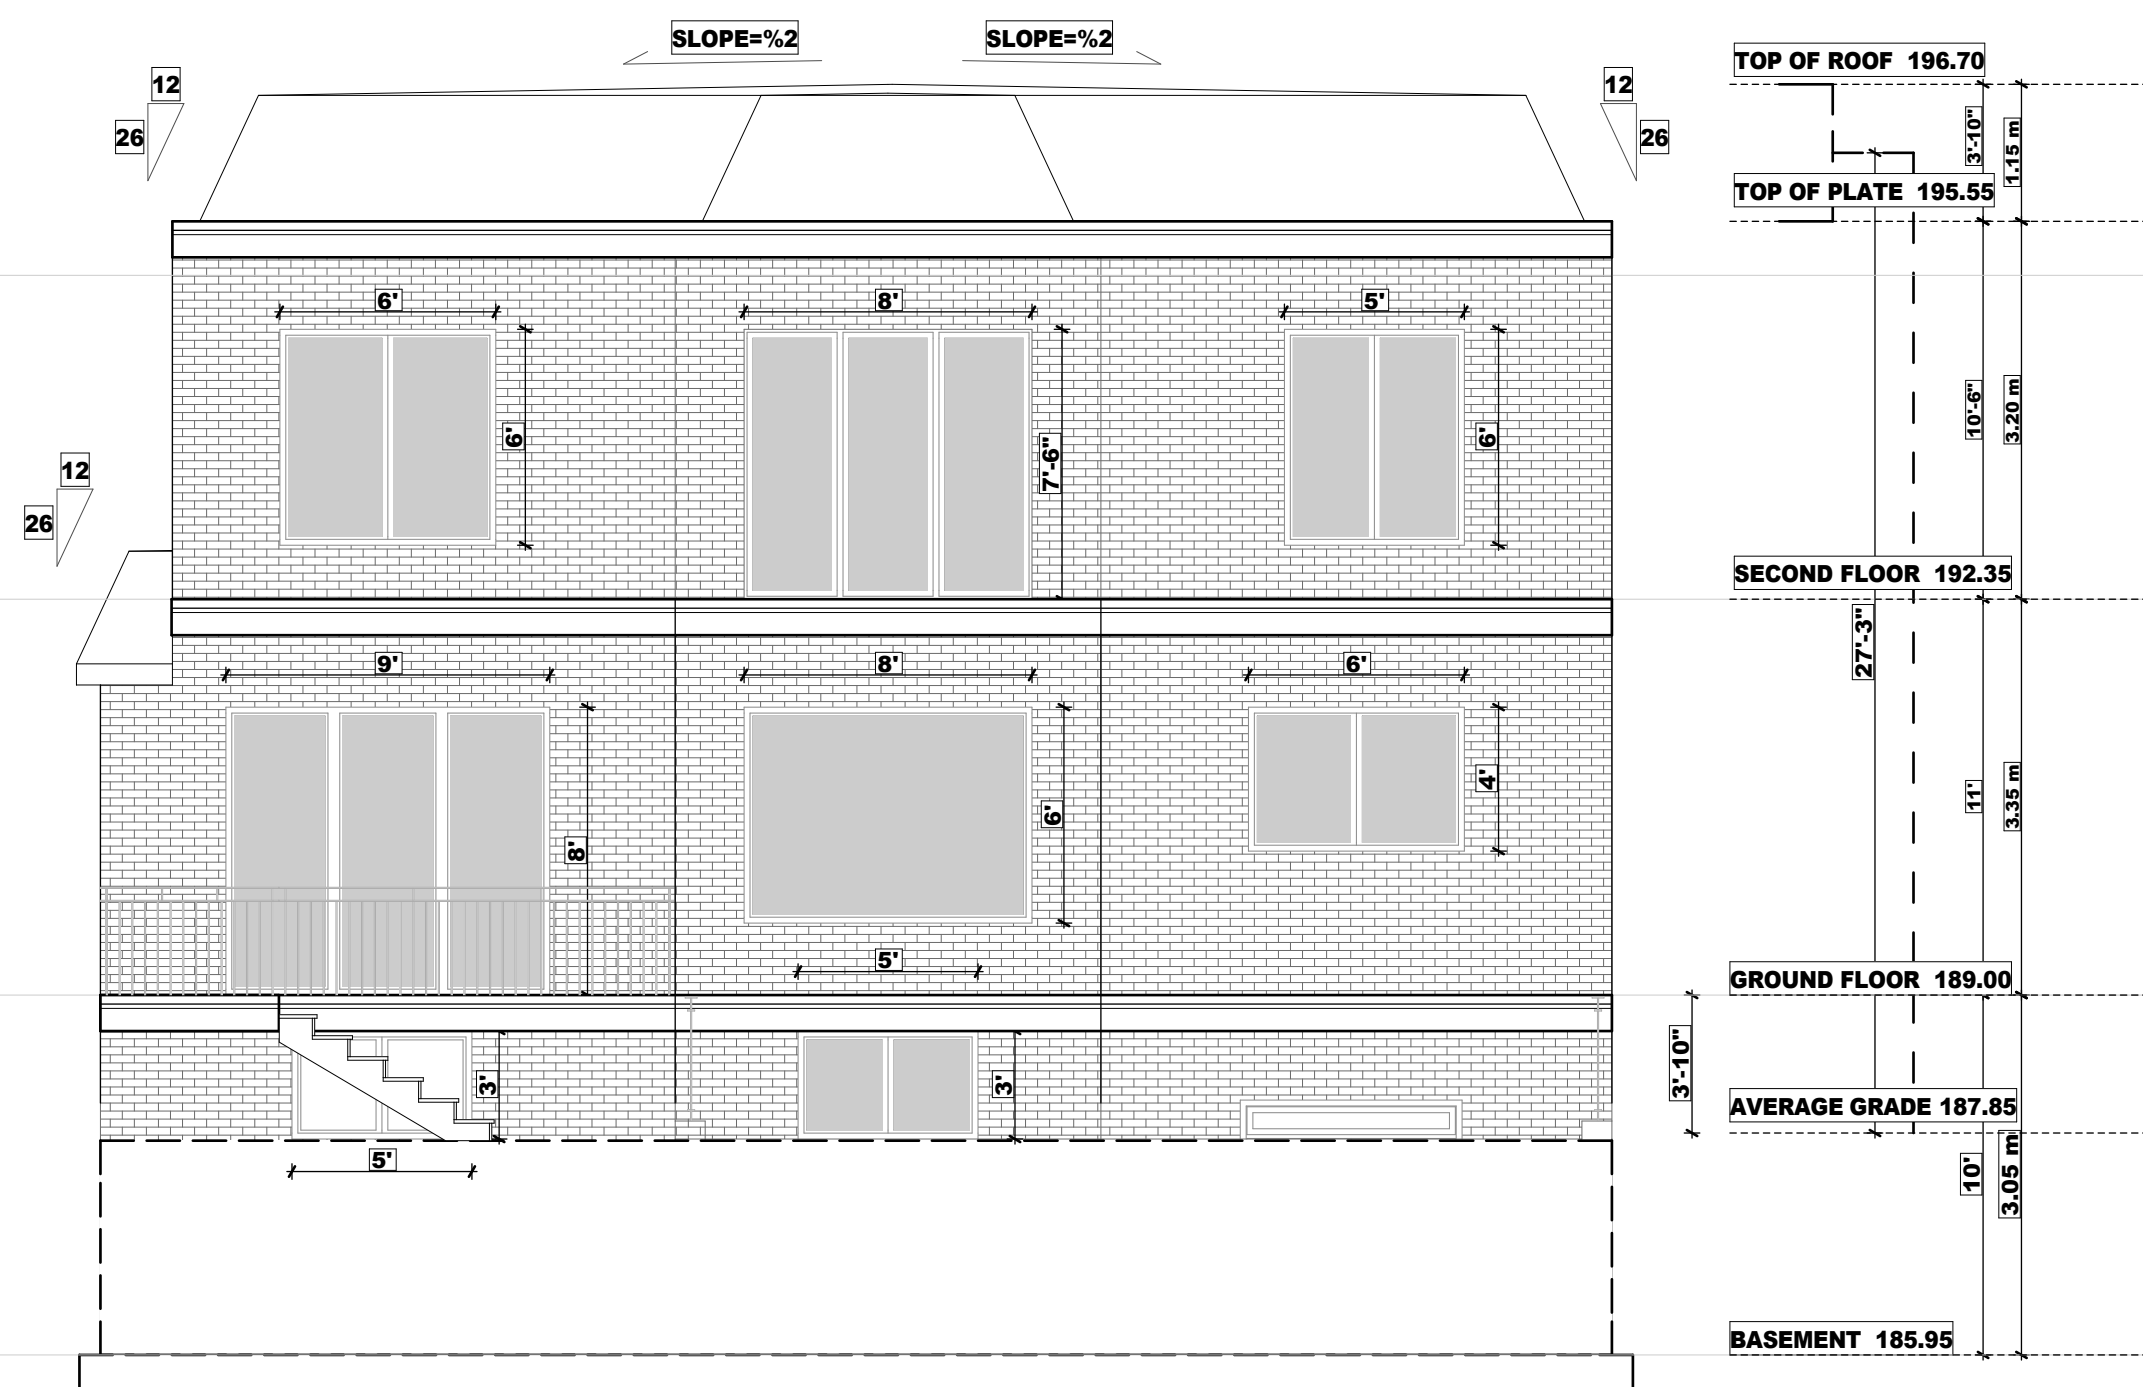 SLOPE=%2 SLOPE=%2
12 12
26 26
TOP OF ROOF 196.70
3'-10" 1.15 m
TOP OF PLATE 195.55
6' 8' 5'
6' 7'-6" 6'
10'-6" 3.20 m
12
26
SECOND FLOOR 192.35
27'-3"
9' 8' 6'
8' 6' 4'
11' 3.35 m
5'
GROUND FLOOR 189.00
3'-10"
3' 3'
AVERAGE GRADE 187.85
5'
10' 3.05 m
BASEMENT 185.95